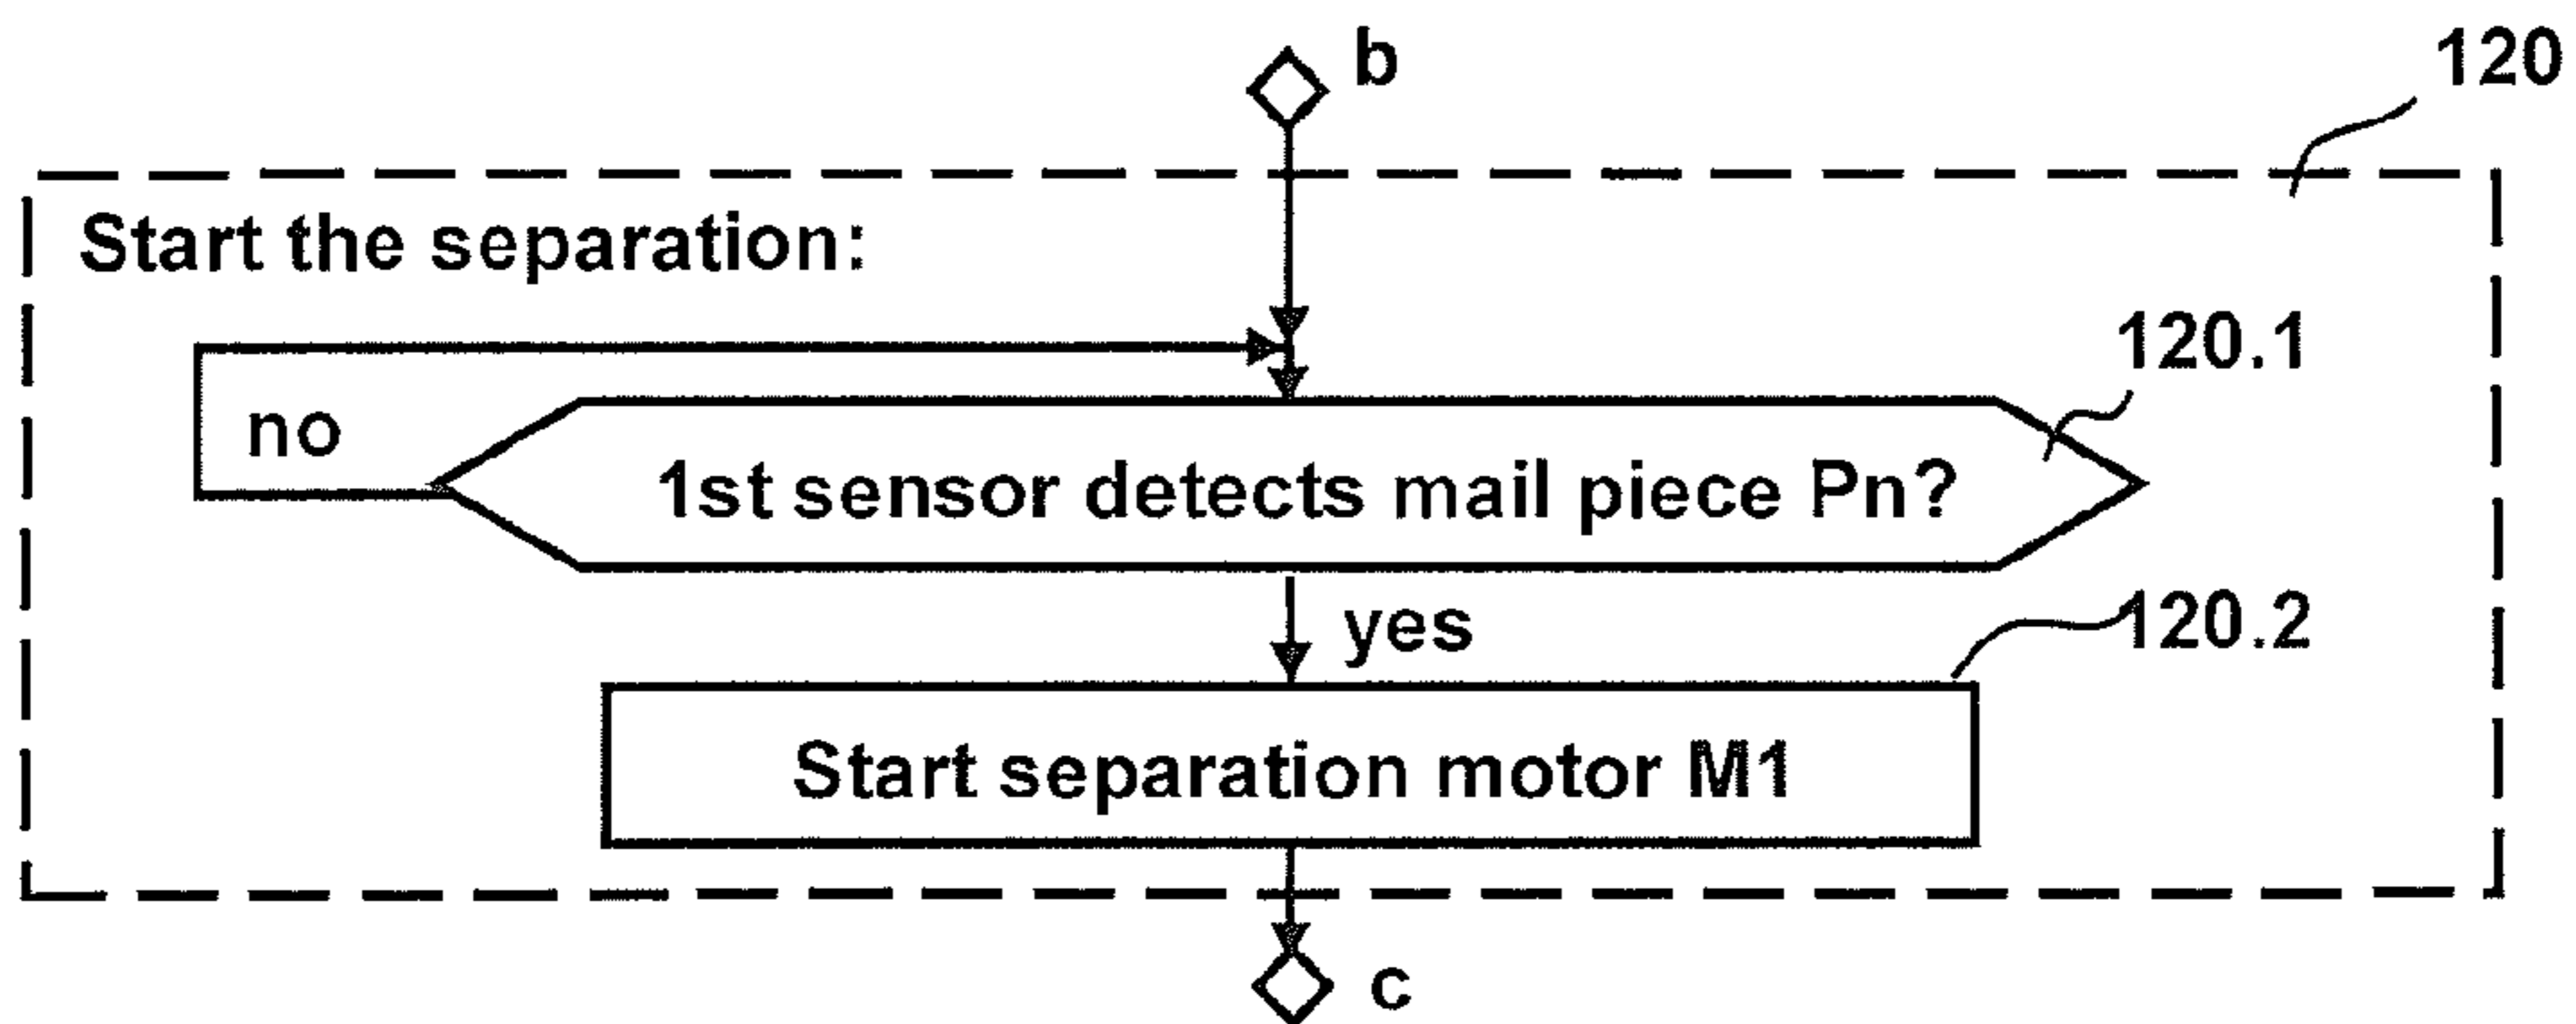 b
120
Start the separation:
120.1
no
1st sensor detects mail piece Pn?
yes
120.2
Start separation motor M1
c